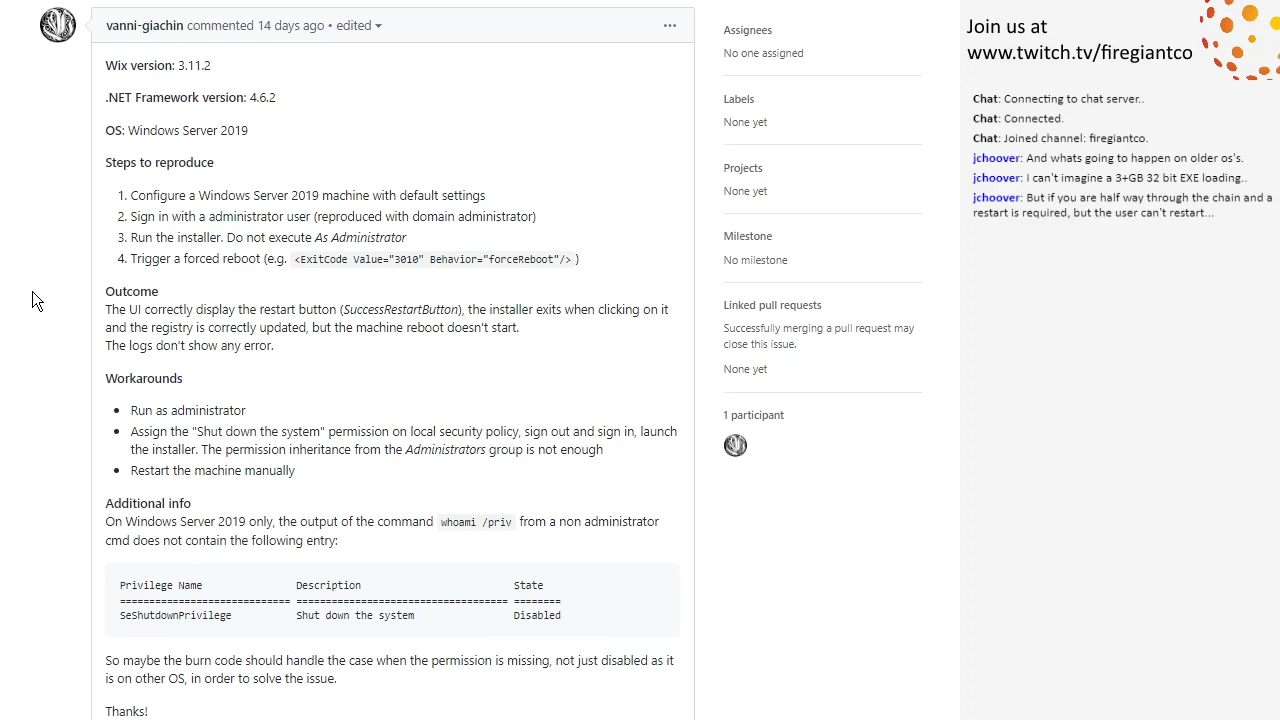 vanni-giachin commented 14 days ago • edited
Wix version: 3.11.2
.NET Framework version: 4.6.2
OS: Windows Server 2019
Steps to reproduce
1. Configure a Windows Server 2019 machine with default settings
2. Sign in with a administrator user (reproduced with domain administrator)
3. Run the installer. Do not execute As Administrator
4. Trigger a forced reboot (e.g. <ExitCode Value="3010" Behavior="forceReboot"/> )
Outcome
The UI correctly display the restart button (SuccessRestartButton), the installer exits when clicking on it
and the registry is correctly updated, but the machine reboot doesn't start.
The logs don't show any error.
Workarounds
• Run as administrator
• Assign the "Shut down the system" permission on local security policy, sign out and sign in, launch
the installer. The permission inheritance from the Administrators group is not enough
• Restart the machine manually
Additional info
On Windows Server 2019 only, the output of the command whoami /priv from a non administrator
cmd does not contain the following entry:
Privilege Name Description State
============================= =================================== ========
SeShutdownPrivilege Shut down the system Disabled
So maybe the burn code should handle the case when the permission is missing, not just disabled as it
is on other OS, in order to solve the issue.
Thanks!
Assignees
No one assigned
Labels
None yet
Projects
None yet
Milestone
No milestone
Linked pull requests
Successfully merging a pull request may
close this issue.
None yet
1 participant
Join us at
www.twitch.tv/firegiantco
Chat: Connecting to chat server..
Chat: Connected.
Chat: Joined channel: firegiantco.
jchoover: And whats going to happen on older os's.
jchoover: I can't imagine a 3+GB 32 bit EXE loading..
jchoover: But if you are half way through the chain and a
restart is required, but the user can't restart...